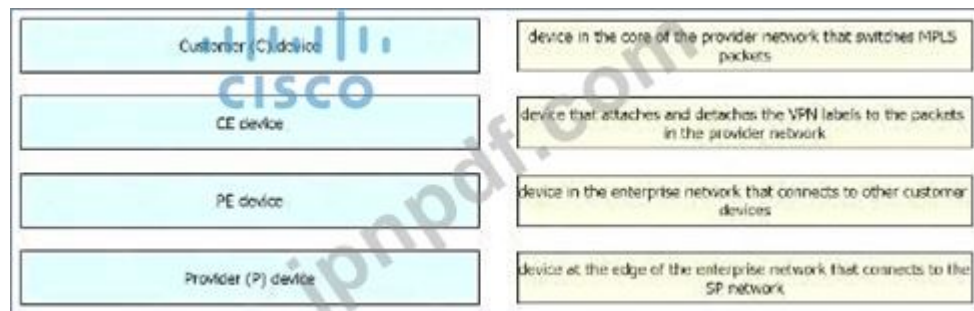 Customer (C) device
CISCO
CE device
PE device
Provider (P) device
device in the core of the provider network that switches MPLS
packets
device that attaches and detaches the VPN labels to the packets
in the provider network
device in the enterprise network that connects to other customer
devices
device at the edge of the enterprise network that connects to the
SP network
ipnpdf.com